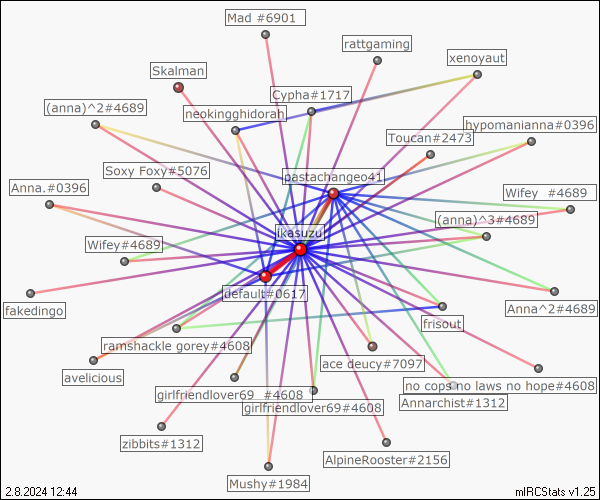 Mad #6901
rattgaming
xenoyaut
Skalman
Cypha#1717
(anna)^2#4689
neokingghidorah
hypomanianna#0396
Toucan#2473
Soxy Foxy#5076
pastachangeo41
Anna.#0396
Wifey  #4689
(anna)^3#4689
ikasuzu
Wifey#4689
default#0617
fakedingo
Anna^2#4689
frisout
ramshackle gorey#4608
ace deucy#7097
avelicious
no cops no laws no hope#4608
girlfriendlover69  #4608
girlfriendlover69#4608
Annarchist#1312
zibbits#1312
AlpineRooster#2156
Mushy#1984
2.8.2024 12:44
mIRCStats v1.25